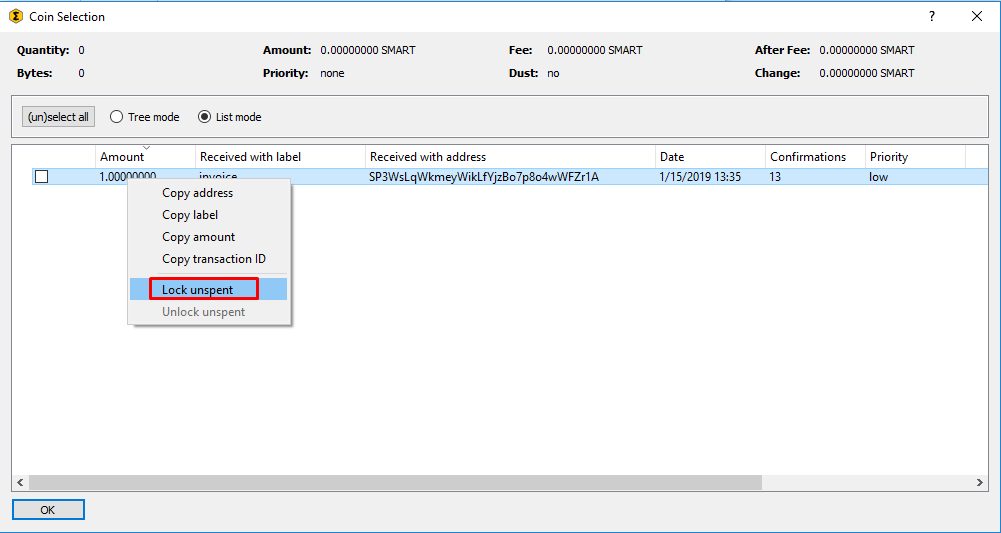 Coin Selection ?
Quantity: 0 Amount: 0.00000000 SMART Fee: 0.00000000 SMART After Fee: 0.00000000 SMART
Bytes: 0 Priority: none Dust: no Change: 0.00000000 SMART
(un)select all Tree mode List mode
Amount Received with label Received with address Date Confirmations Priority
1.00000000 invoice SP3WsLqWkmeyWikLfYjzBo7p8o4wWFZr1A 1/15/2019 13:35 13 low
Copy address
Copy label
Copy amount
Copy transaction ID
Lock unspent
Unlock unspent
OK